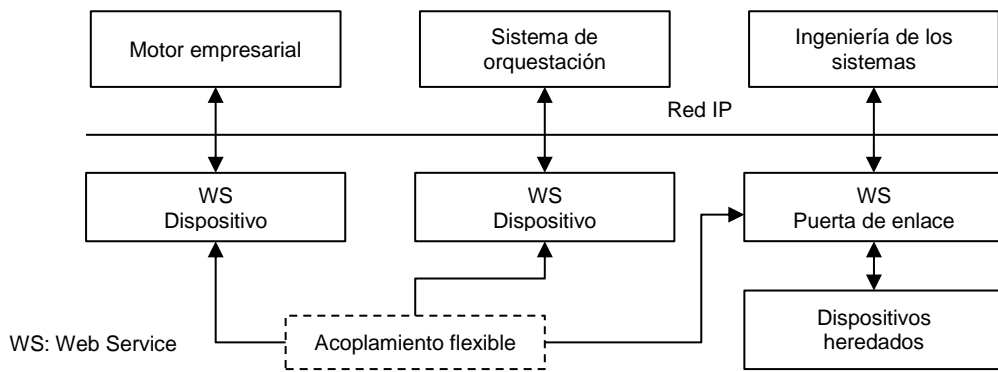 Motor empresarial
Sistema de
orquestación
Ingeniería de los
sistemas
Red IP
WS
Dispositivo
WS
Dispositivo
WS
Puerta de enlace
WS: Web Service
Acoplamiento flexible
Dispositivos
heredados